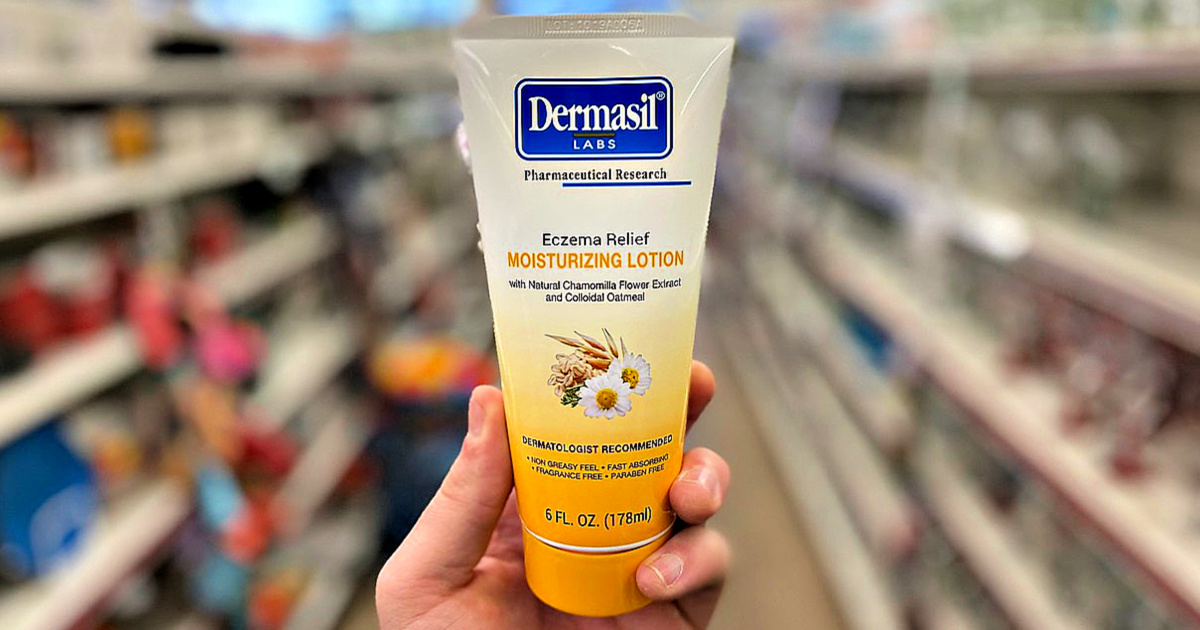 Dermasil®
LABS
Pharmaceutical Research
Eczema Relief
MOISTURIZING LOTION
with Natural Chamomilla Flower Extract
and Colloidal Oatmeal
DERMATOLOGIST RECOMMENDED
• NON GREASY FEEL • FAST ABSORBING
• FRAGRANCE FREE • PARABEN FREE
6 FL. OZ. (178ml)